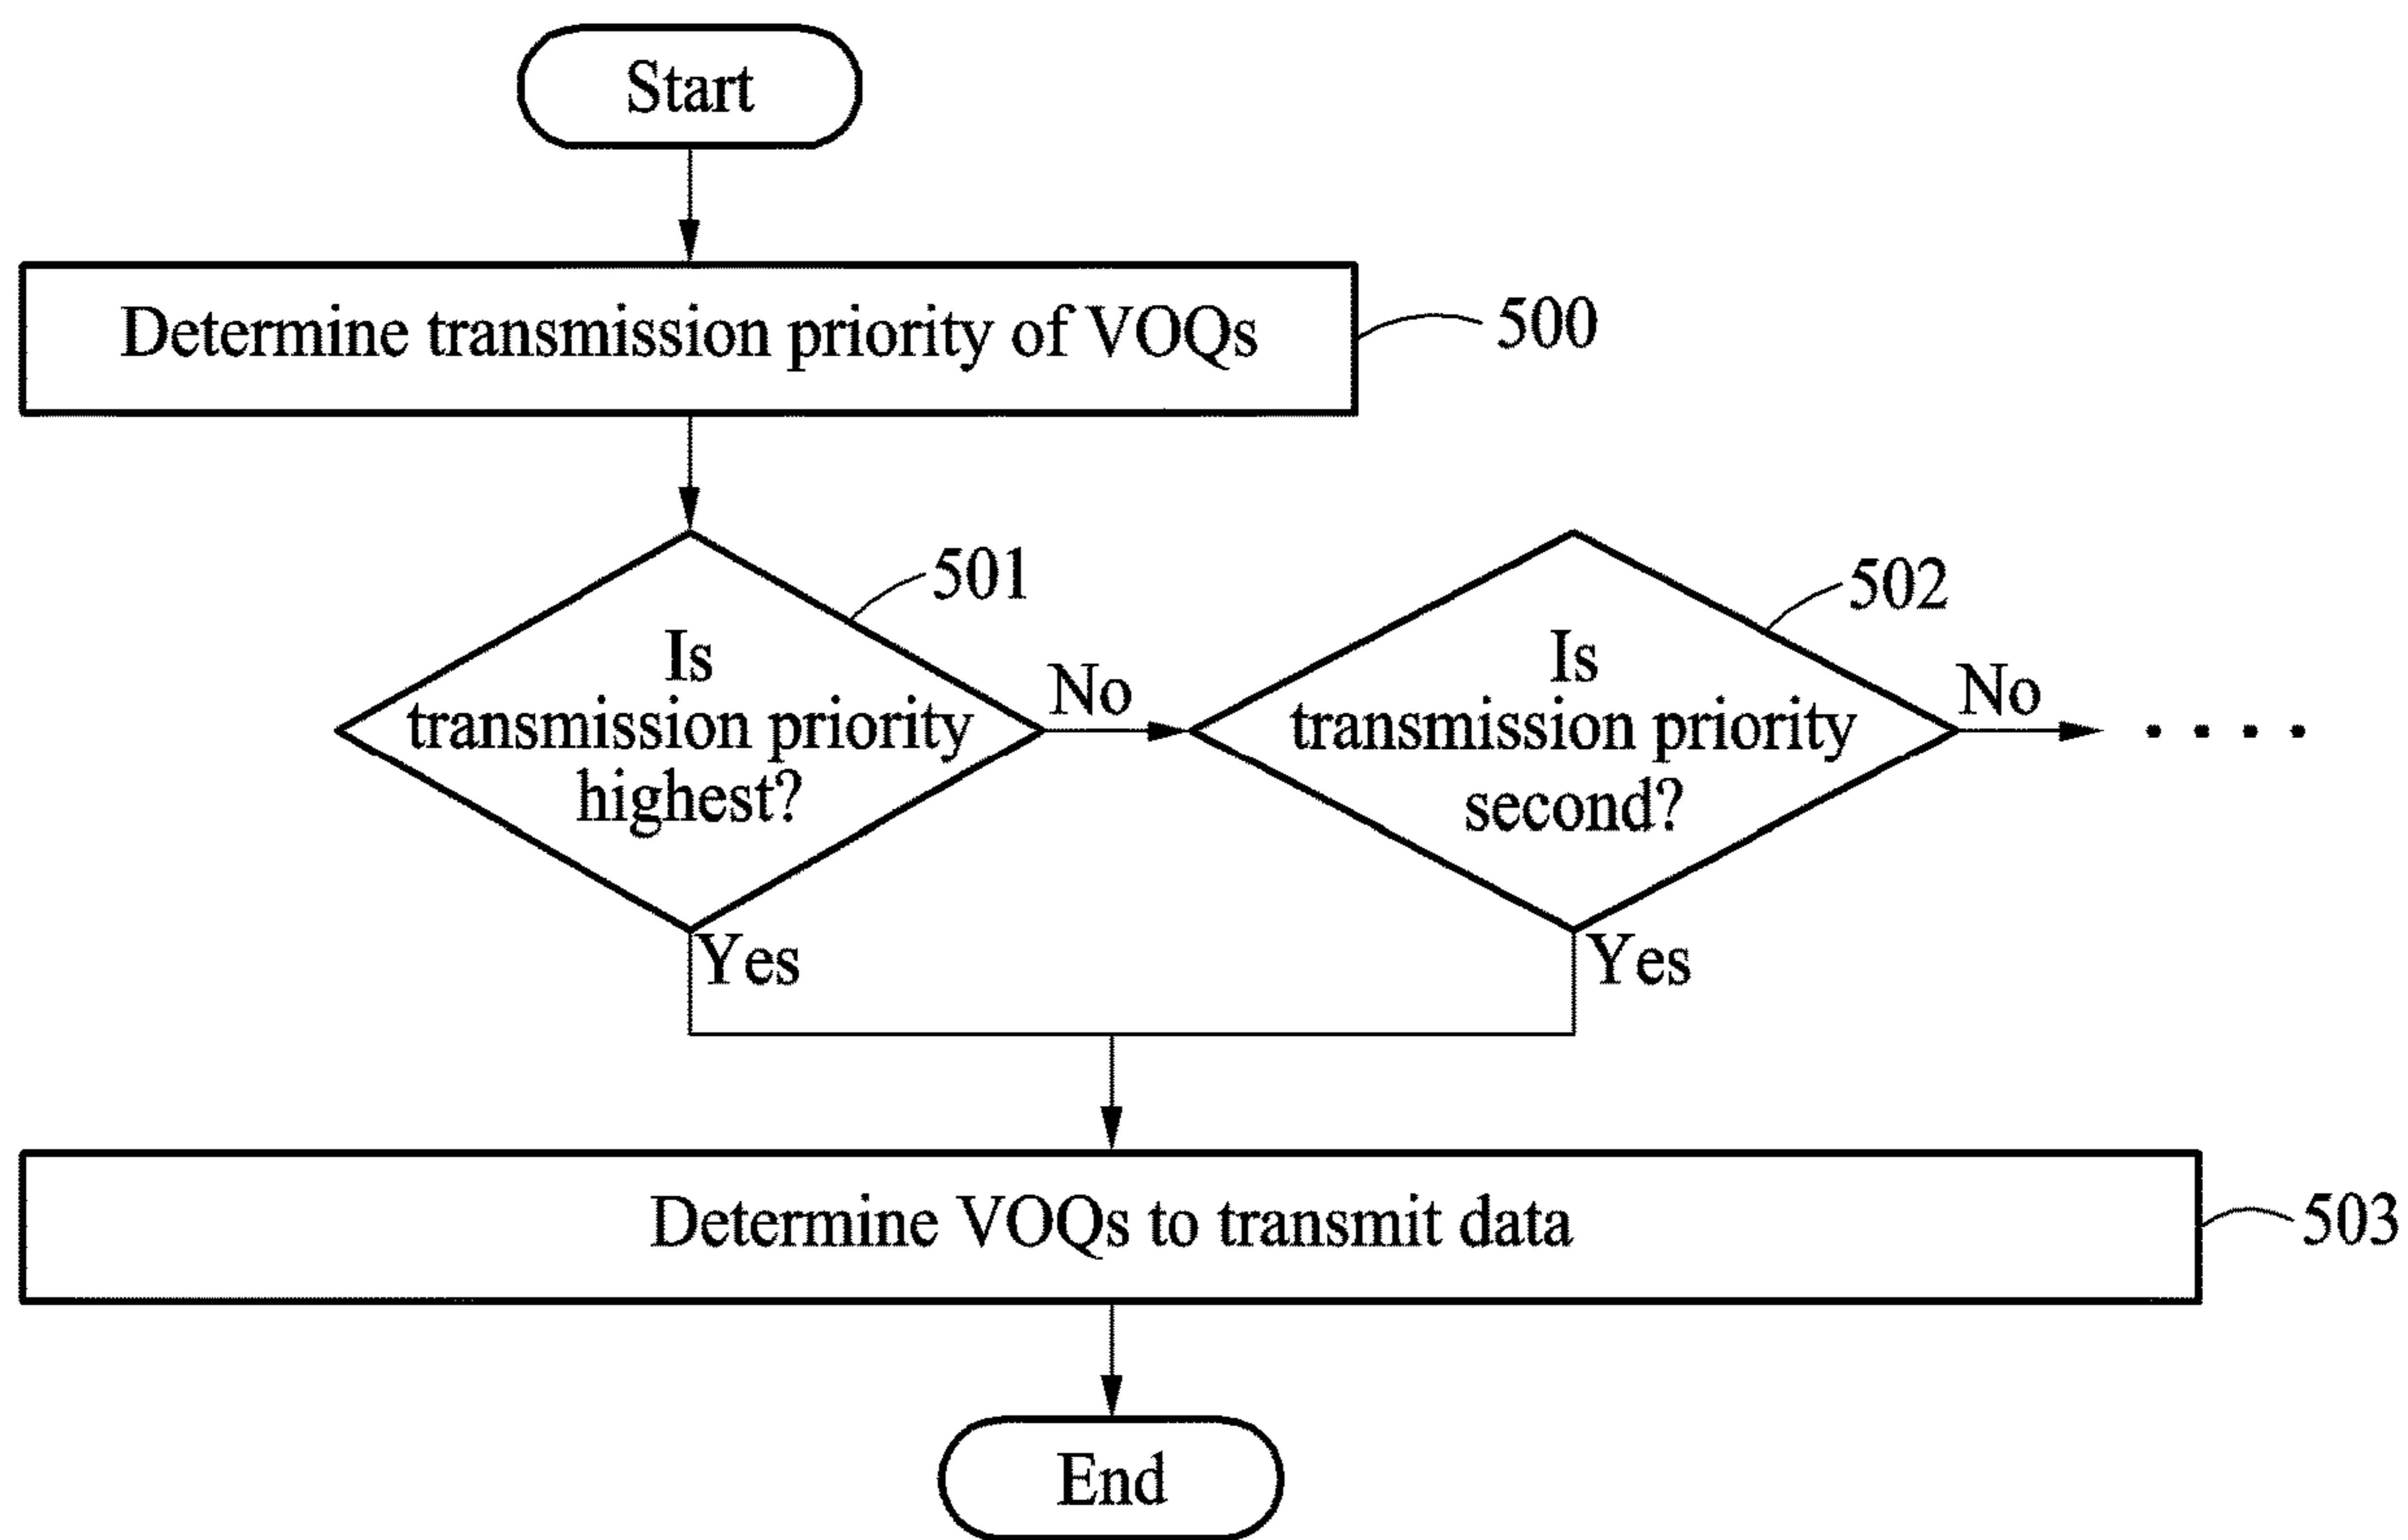 Start
Determine transmission priority of VOQs
500
501
Is
transmission priority
highest?
No
502
Is
transmission priority
second?
No
....
Yes
Yes
Determine VOQs to transmit data
503
End